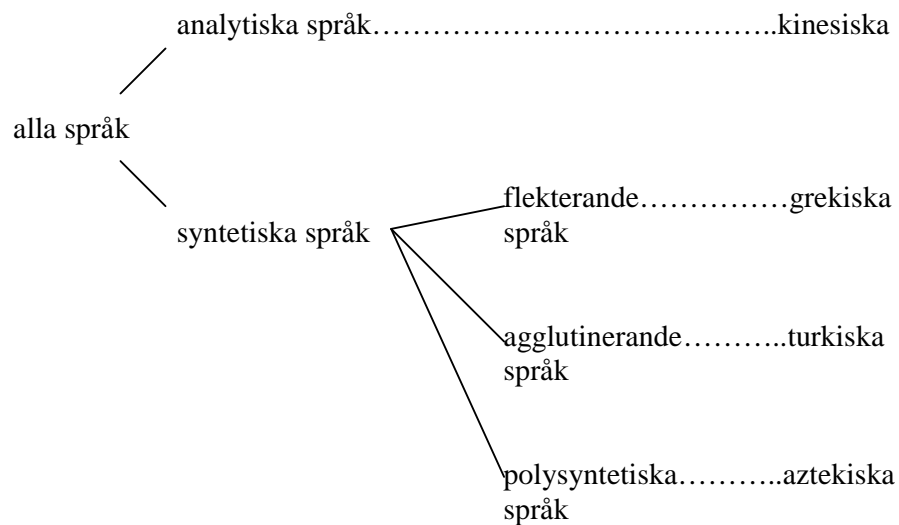 analytiska språk…………………………………..kinesiska
alla språk
syntetiska språk
flekterande……………grekiska
språk
agglutinerande………..turkiska
språk
polysyntetiska………..aztekiska
språk